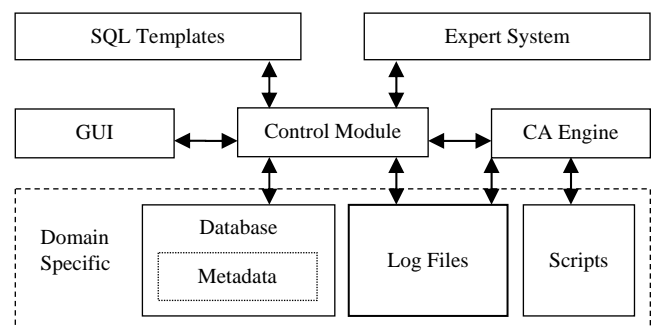 SQL Templates
Expert System
GUI
Control Module
CA Engine
Domain
Specific
Database
Metadata
Log Files
Scripts